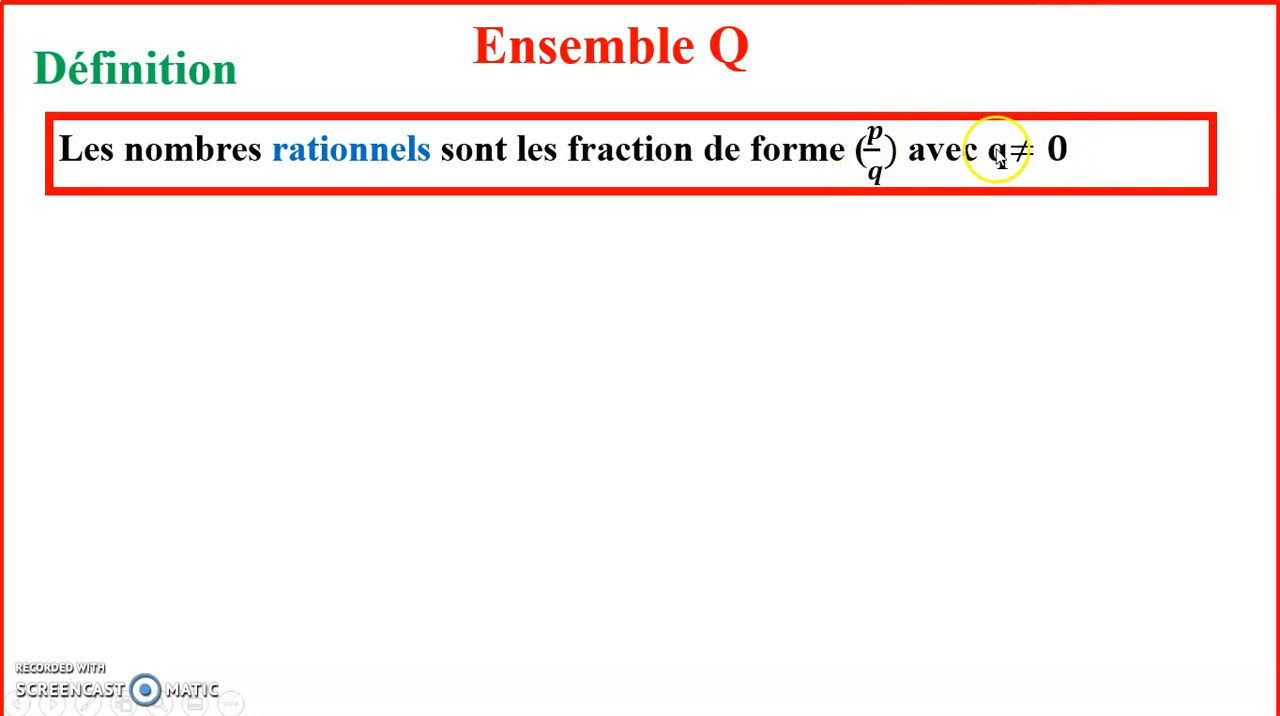 Ensemble Q
Définition
Les nombres rationnels sont les fraction de forme (p/q) avec q ≠ 0
RECORDED WITH
SCREENCAST MATIC